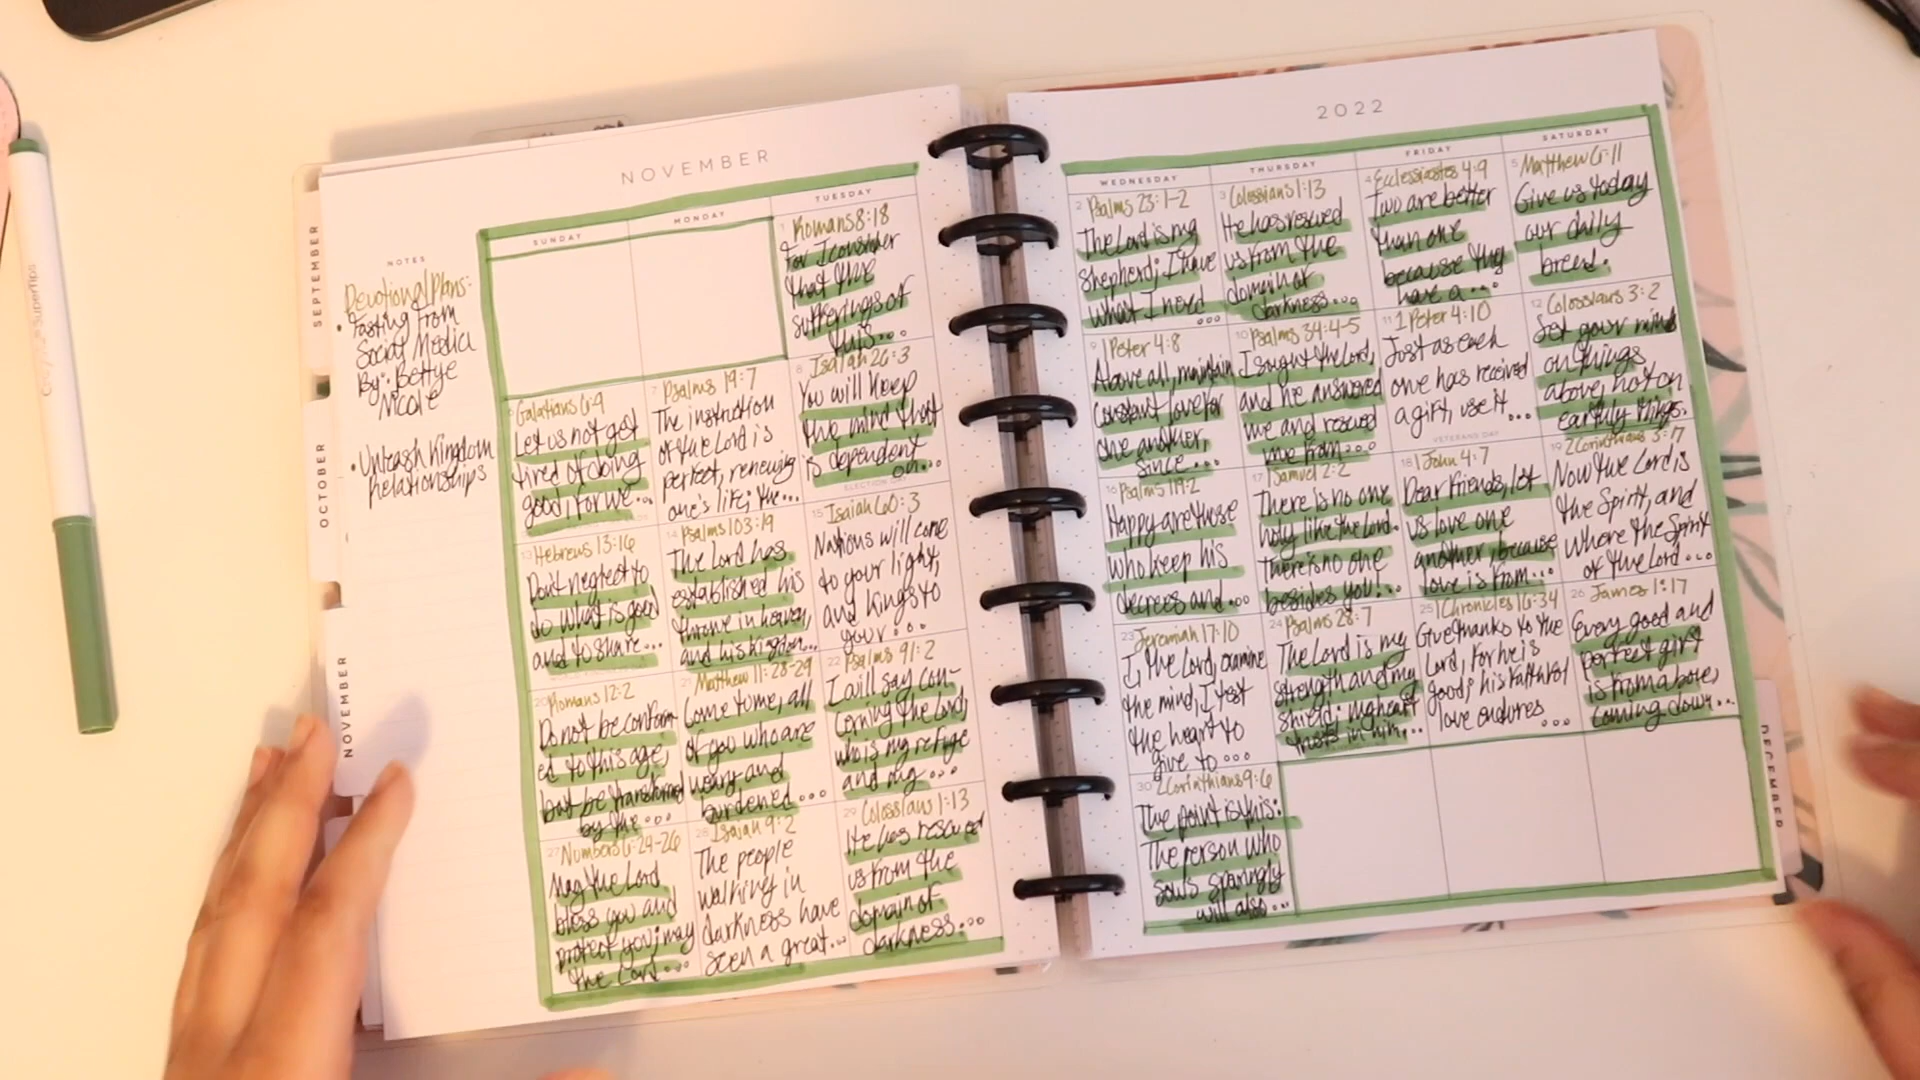 NOVEMBER
2022
SEPTEMBER
OCTOBER
NOVEMBER
DECEMBER
Crayola SuperTips
NOTES
Devotional Plans:
• Fasting From
Social Media
By: Bettye
Nicole
• Unleash Kingdom
Relationships
SUNDAY
MONDAY
TUESDAY
WEDNESDAY
THURSDAY
FRIDAY
SATURDAY
1 Romans 8:18
For I consider
that the
sufferings of
this...
2 Psalms 23:1-2
The Lord is my
shepherd; I have
what I need...
3 Colossians 1:13
He has rescued
us from the
domain of
darkness...
4 Ecclesiastes 4:9
Two are better
than one
because they
have a...
5 Matthew 6:11
Give us today
our daily
bread.
6 Galatians 6:9
Let us not get
tired of doing
good, for we...
7 Psalms 19:7
The instruction
of the Lord is
perfect, renewing
one's life; the...
8 Isaiah 26:3
You will keep
the mind that
is dependent
on...
ELECTION DAY
9 1 Peter 4:8
Above all, maintain
constant love for
one another,
since...
10 Psalms 34:4-5
I sought the Lord,
and he answered
me and rescued
me from...
11 1 Peter 4:10
Just as each
one has received
a gift, use it...
VETERANS DAY
12 Colossians 3:2
Set your minds
on things
above, not on
earthly things.
13 Hebrews 13:16
Don't neglect to
do what is good
and to share...
14 Psalms 103:19
The Lord has
established his
throne in heaven,
and his kingdom...
15 Isaiah 60:3
Nations will come
to your light,
and kings to
your...
16 Psalms 119:2
Happy are those
who keep his
decrees and...
17 1 Samuel 2:2
There is no one
holy like the Lord.
There is no one
besides you!...
18 1 John 4:7
Dear friends, let
us love one
another, because
love is from...
19 2 Corinthians 3:17
Now the Lord is
the Spirit, and
where the Spirit
of the Lord...
20 Romans 12:2
Do not be conform-
ed to this age,
but be transformed
by the...
21 Matthew 11:28-29
Come to me, all
of you who are
weary and
burdened...
22 Psalms 91:2
I will say con-
cerning the Lord,
who is my refuge
and my...
23 Jeremiah 17:10
I, the Lord, examine
the mind, I test
the heart to
give to...
24 Psalms 28:7
The Lord is my
strength and my
shield; my heart
trusts in him...
25 1 Chronicles 16:34
Give thanks to the
Lord, for he is
good; his faithful
love endures...
26 James 1:17
Every good and
perfect gift
is from above,
coming down...
27 Numbers 6:24-26
May the Lord
bless you and
protect you; may
the Lord...
28 Isaiah 9:2
The people
walking in
darkness have
seen a great...
29 Colossians 1:13
He has rescued
us from the
domain of
darkness...
30 2 Corinthians 9:6
The point is this:
The person who
sows sparingly
will also...